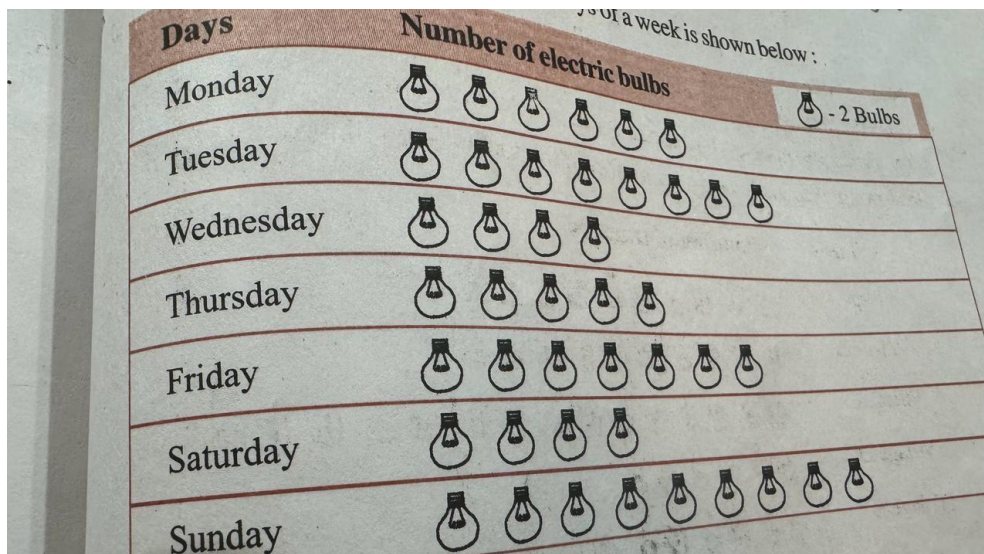 of a week is shown below :
Days Number of electric bulbs
- 2 Bulbs
Monday
Tuesday
Wednesday
Thursday
Friday
Saturday
Sunday